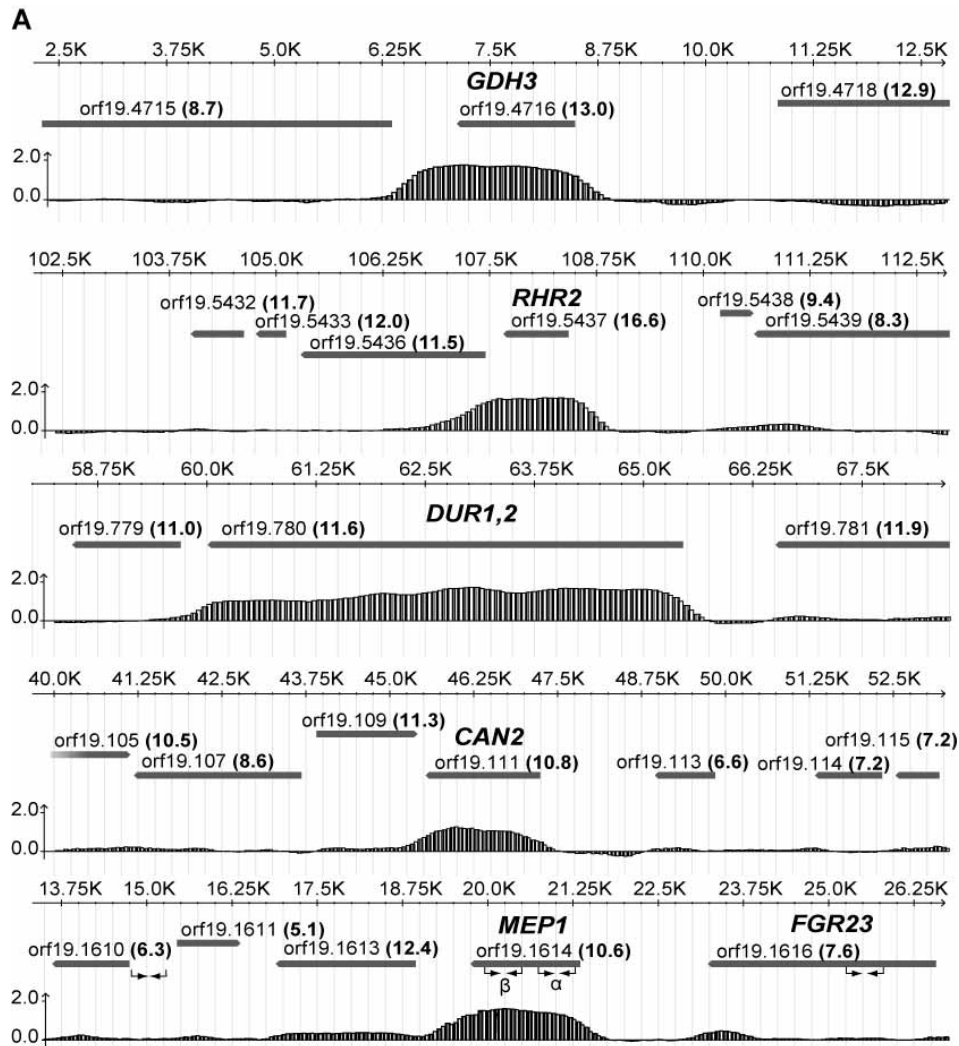 A
2.5K 3.75K 5.0K 6.25K 7.5K 8.75K 10.0K 11.25K 12.5K
GDH3
orf19.4718 (12.9)
orf19.4715 (8.7) orf19.4716 (13.0)
2.0
0.0
102.5K 103.75K 105.0K 106.25K 107.5K 108.75K 110.0K 111.25K 112.5K
RHR2
orf19.5432 (11.7) orf19.5438 (9.4)
orf19.5433 (12.0) orf19.5437 (16.6) orf19.5439 (8.3)
orf19.5436 (11.5)
2.0
0.0
58.75K 60.0K 61.25K 62.5K 63.75K 65.0K 66.25K 67.5K
DUR1,2
orf19.779 (11.0) orf19.780 (11.6) orf19.781 (11.9)
2.0
0.0
40.0K 41.25K 42.5K 43.75K 45.0K 46.25K 47.5K 48.75K 50.0K 51.25K 52.5K
orf19.109 (11.3)
orf19.105 (10.5) CAN2 orf19.115 (7.2)
orf19.107 (8.6) orf19.111 (10.8) orf19.113 (6.6) orf19.114 (7.2)
2.0
0.0
13.75K 15.0K 16.25K 17.5K 18.75K 20.0K 21.25K 22.5K 23.75K 25.0K 26.25K
orf19.1611 (5.1) MEP1 FGR23
orf19.1610 (6.3) orf19.1613 (12.4) orf19.1614 (10.6) orf19.1616 (7.6)
β α
2.0
0.0